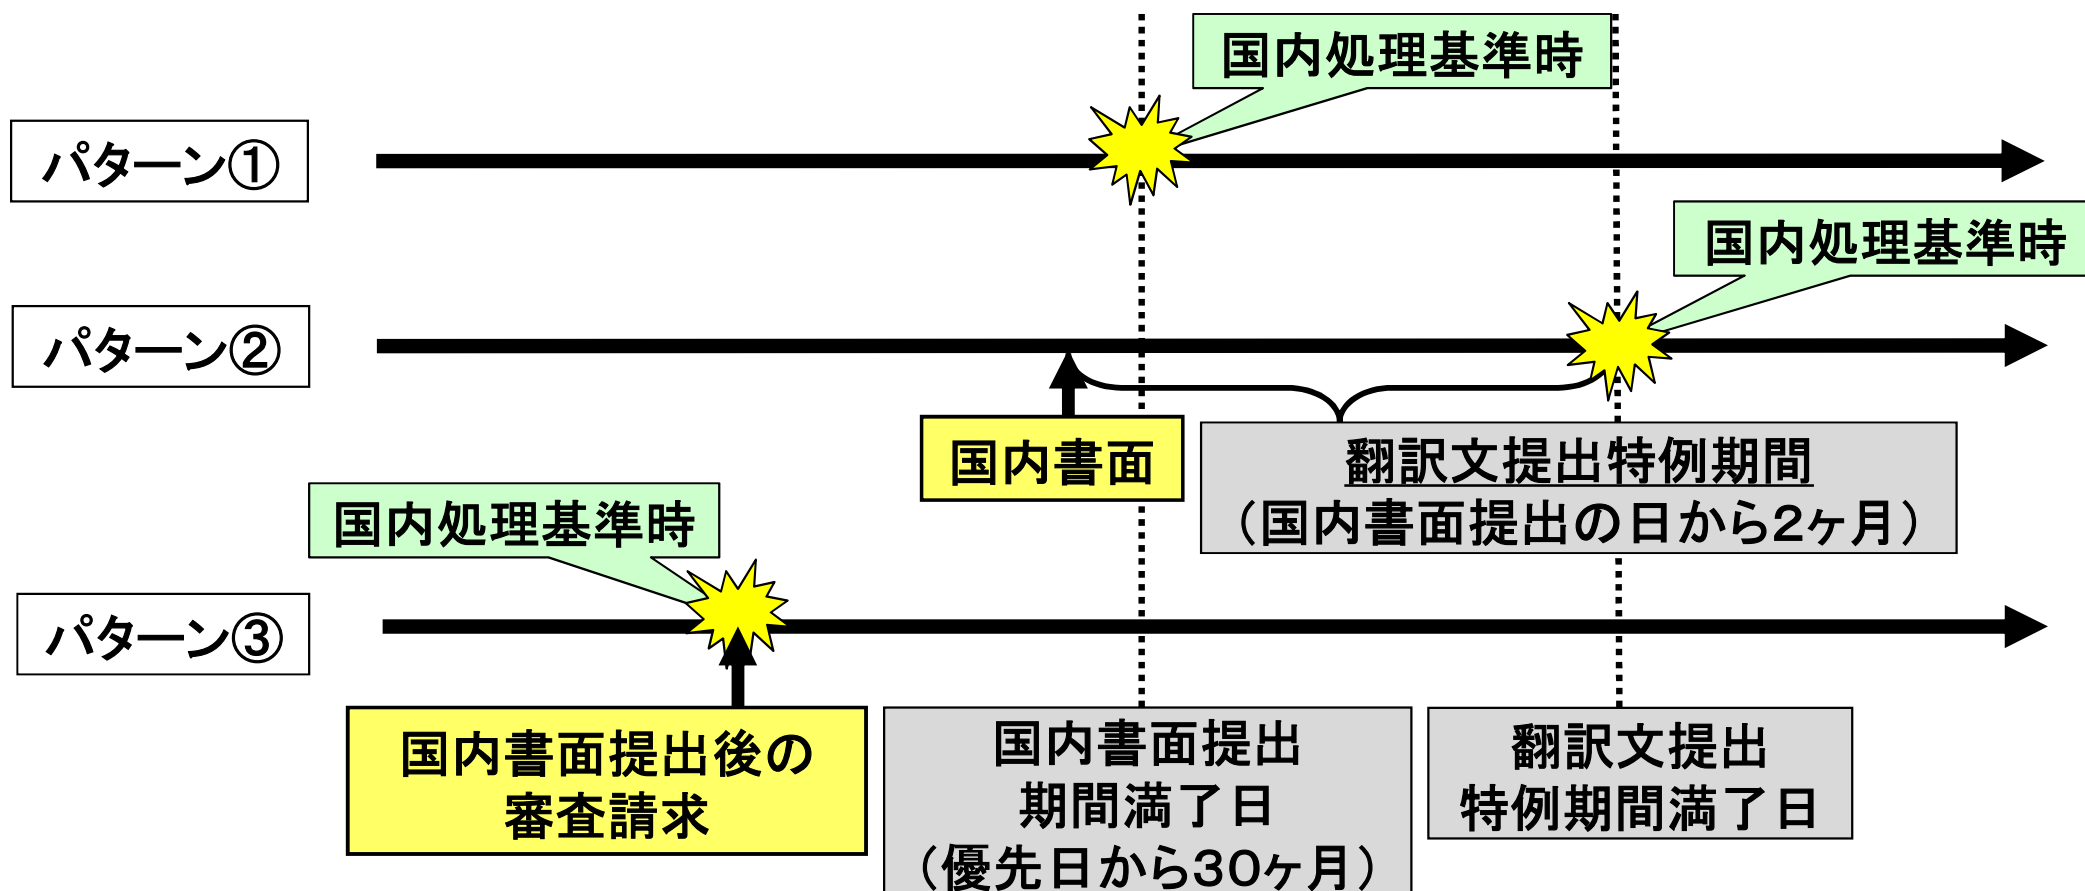 国内処理基準時
パターン①
国内処理基準時
パターン②
国内書面
翻訳文提出特例期間
（国内書面提出の日から2ヶ月）
国内処理基準時
パターン③
国内書面提出後の
審査請求
国内書面提出
期間満了日
（優先日から30ヶ月）
翻訳文提出
特例期間満了日